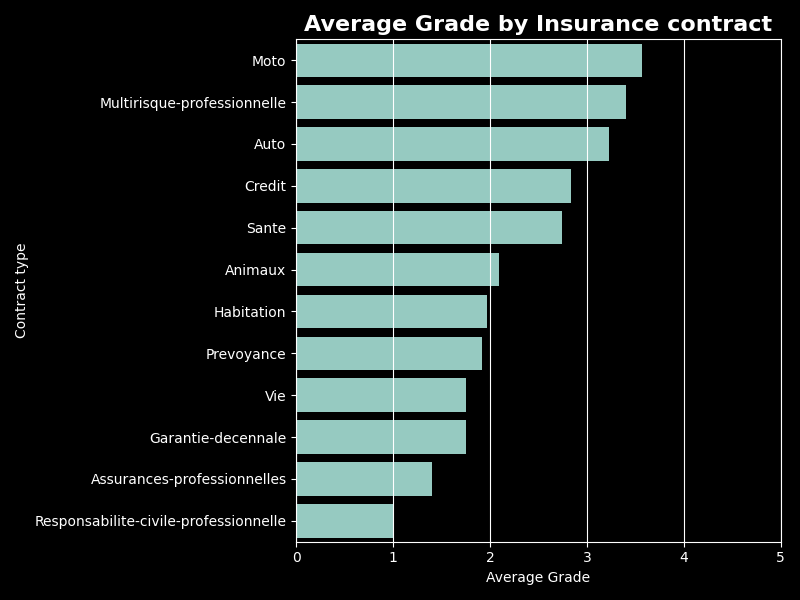 Average Grade by Insurance contract
Moto
Multirisque-professionnelle
Auto
Credit
Sante
Animaux
Habitation
Prevoyance
Vie
Garantie-decennale
Assurances-professionnelles
Responsabilite-civile-professionnelle
Contract type
0 1 2 3 4 5
Average Grade